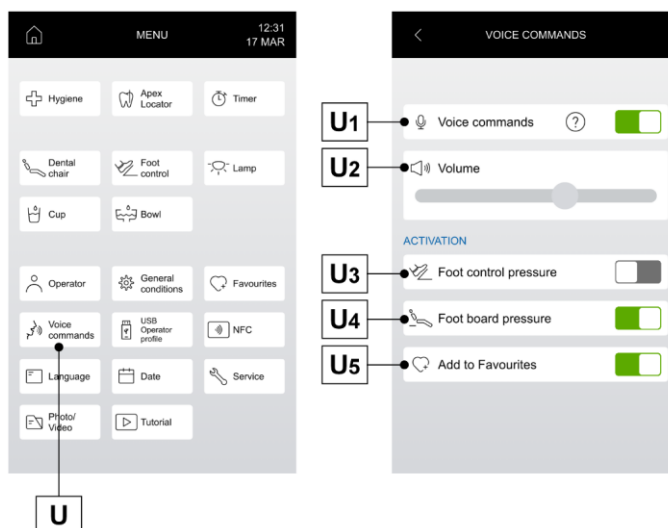 MENU
12:31
17 MAR
Hygiene
Apex
Locator
Timer
Dental
chair
Foot
control
Lamp
Cup
Bowl
Operator
General
conditions
Favourites
Voice
commands
USB
Operator
profile
NFC
Language
Date
Service
Photo/
Video
Tutorial
U
VOICE COMMANDS
U1
Voice commands ?
U2
Volume
ACTIVATION
U3
Foot control pressure
U4
Foot board pressure
U5
Add to Favourites